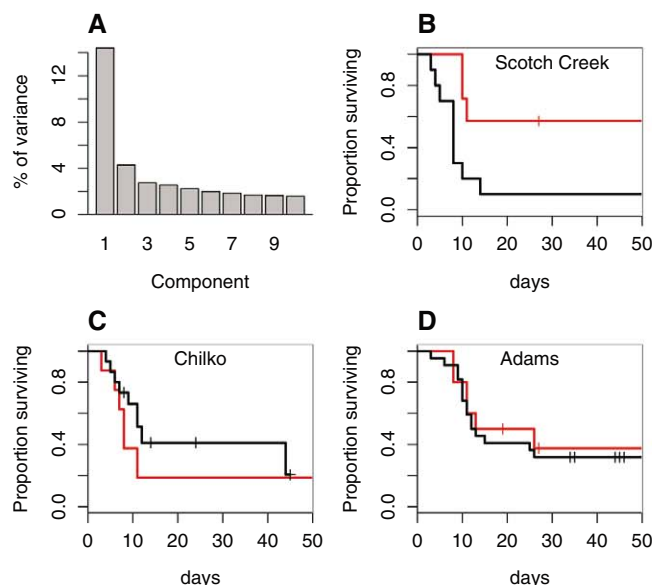 A
% of variance
12
8
4
0
1 3 5 7 9
Component
B
Proportion surviving
0.8
0.4
0.0
Scotch Creek
0 10 20 30 40 50
days
C
Proportion surviving
0.8
0.4
0.0
Chilko
0 10 20 30 40 50
days
D
Proportion surviving
0.8
0.4
0.0
Adams
0 10 20 30 40 50
days